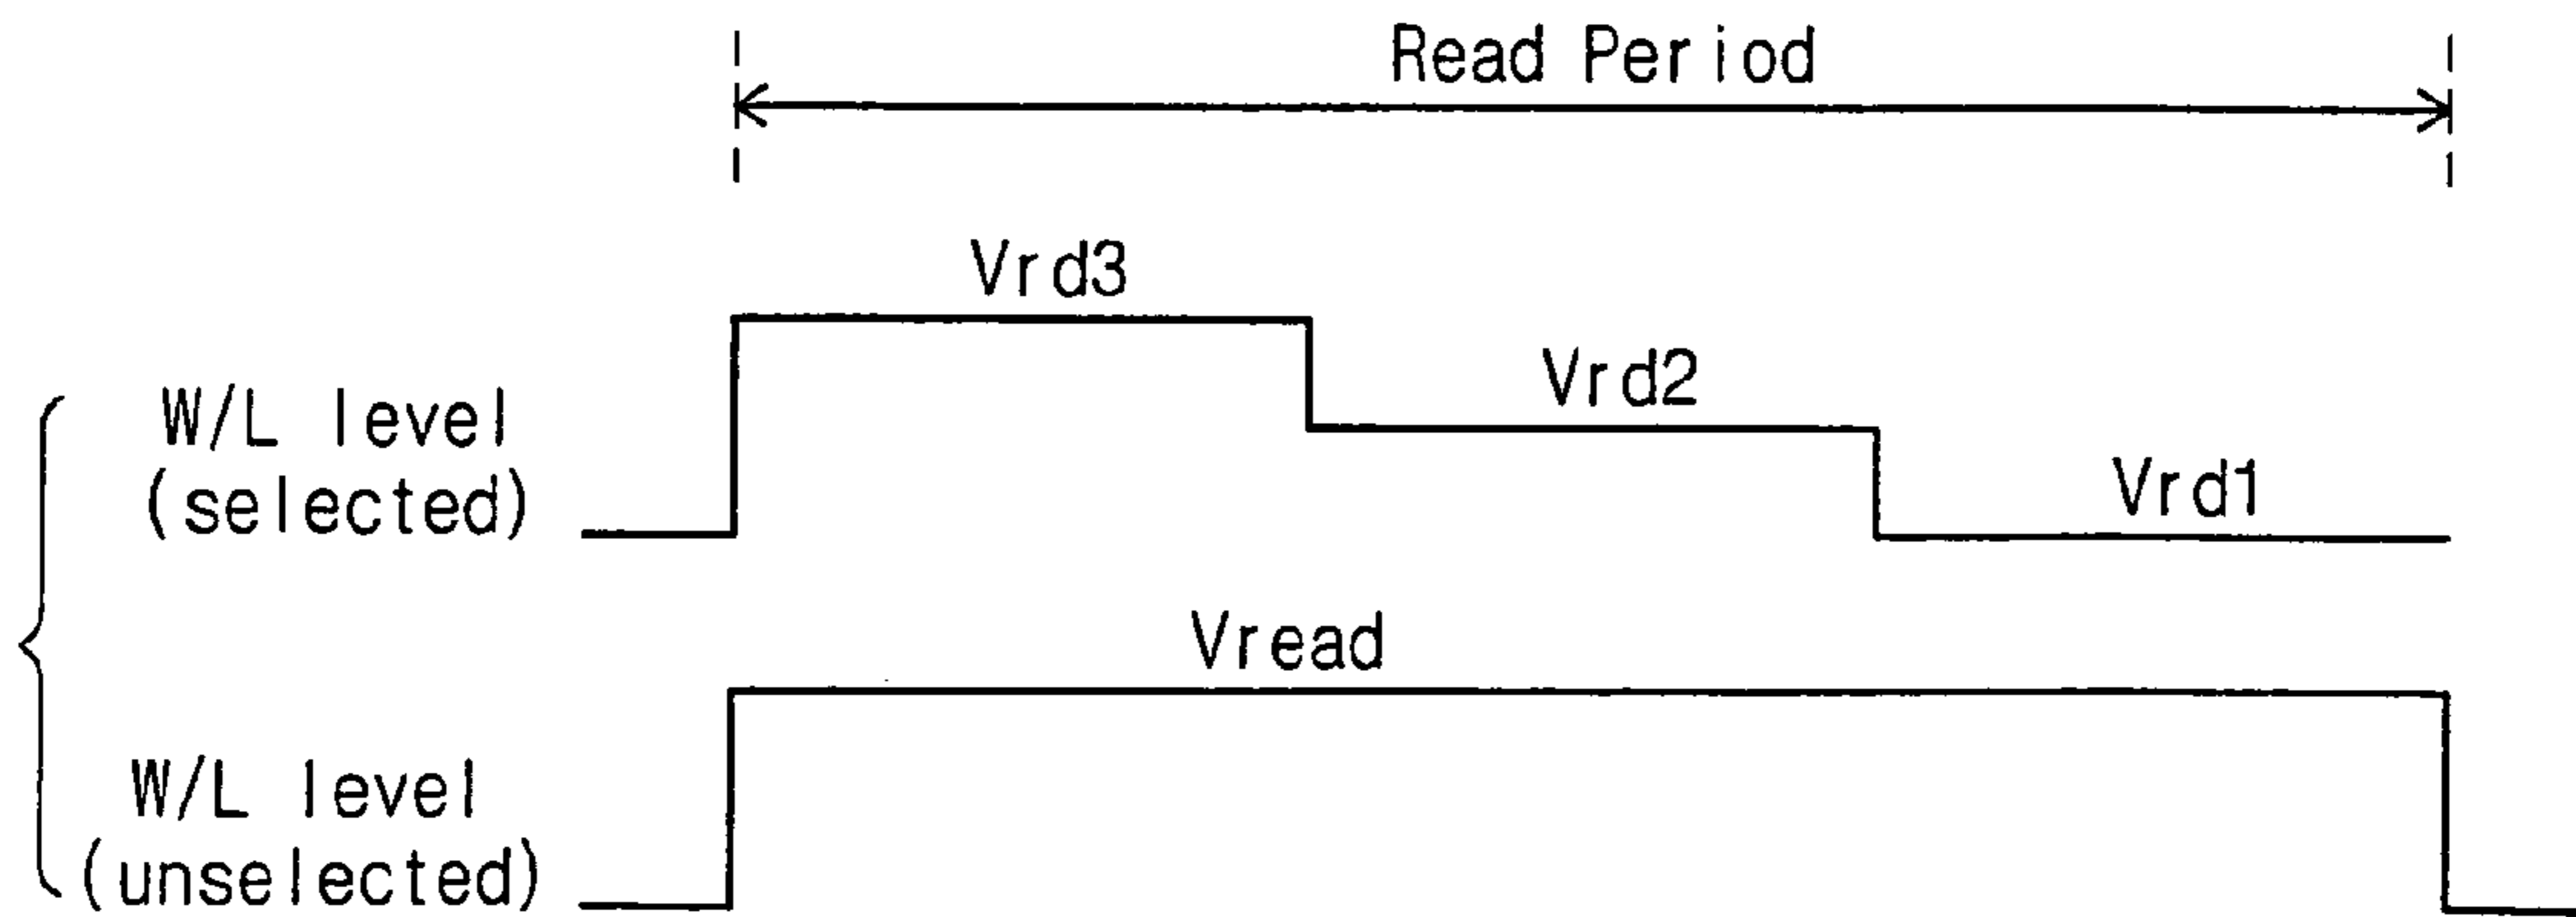 Read Period
Vrd3
Vrd2
W/L level
(selected)
Vrd1
Vread
W/L level
(unselected)